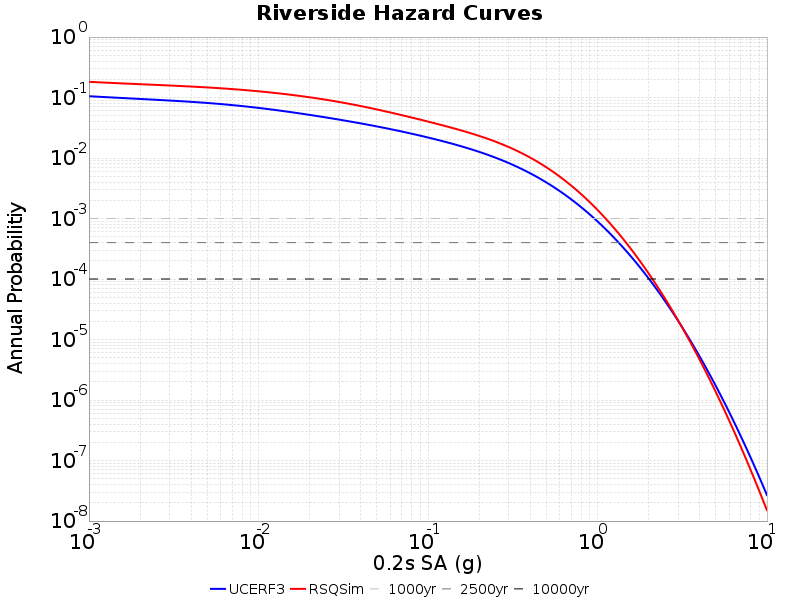 Riverside Hazard Curves
10^0
10^-1
10^-2
10^-3
10^-4
10^-5
10^-6
10^-7
10^-8
Annual Probabilitiy
10^-3 10^-2 10^-1 10^0 10^1
0.2s SA (g)
UCERF3 RSQSim 1000yr 2500yr 10000yr